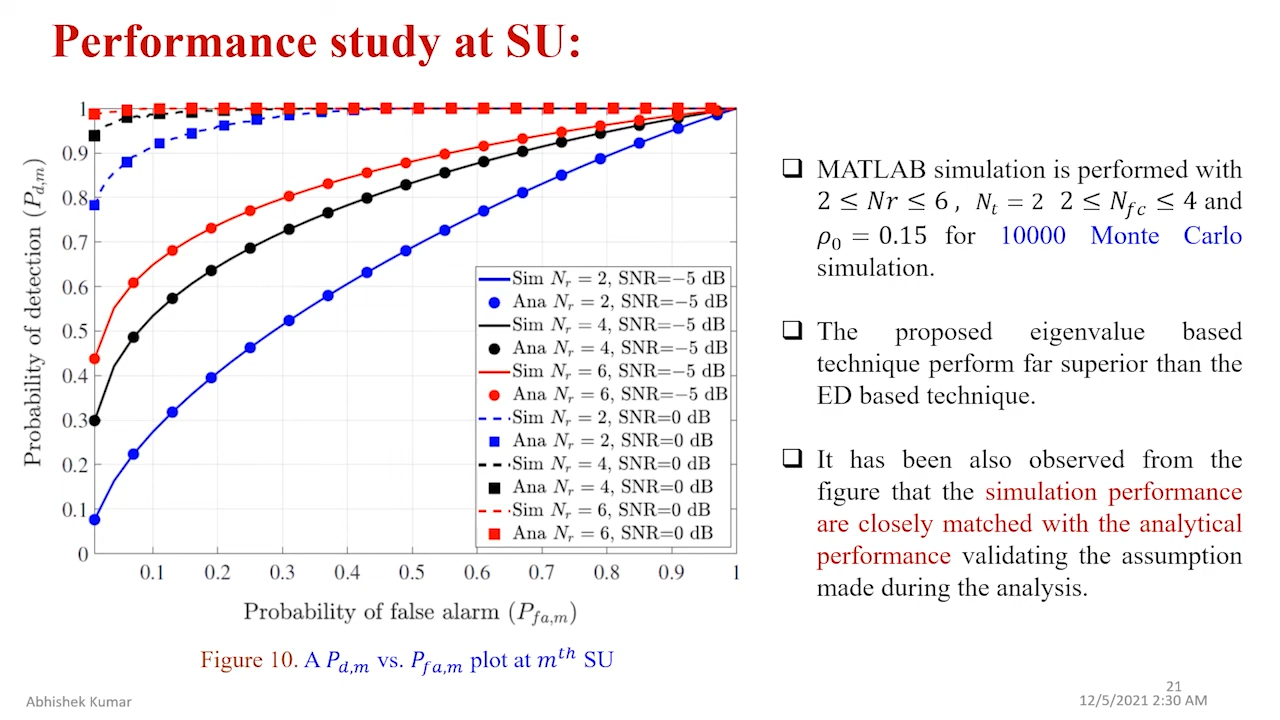 Performance study at SU:
1
0.9
0.8
0.7
0.6
0.5
0.4
0.3
0.2
0.1
0
Probability of detection (P_{d,m})
Sim N_r = 2, SNR=−5 dB
Ana N_r = 2, SNR=−5 dB
Sim N_r = 4, SNR=−5 dB
Ana N_r = 4, SNR=−5 dB
Sim N_r = 6, SNR=−5 dB
Ana N_r = 6, SNR=−5 dB
Sim N_r = 2, SNR=0 dB
Ana N_r = 2, SNR=0 dB
Sim N_r = 4, SNR=0 dB
Ana N_r = 4, SNR=0 dB
Sim N_r = 6, SNR=0 dB
Ana N_r = 6, SNR=0 dB
0.1 0.2 0.3 0.4 0.5 0.6 0.7 0.8 0.9 1
Probability of false alarm (P_{fa,m})
Figure 10. A P_{d,m} vs. P_{fa,m} plot at m^{th} SU
❑ MATLAB simulation is performed with
2 ≤ Nr ≤ 6 , N_t = 2 2 ≤ N_{fc} ≤ 4 and
ρ_0 = 0.15 for 10000 Monte Carlo
simulation.
❑ The proposed eigenvalue based
technique perform far superior than the
ED based technique.
❑ It has been also observed from the
figure that the simulation performance
are closely matched with the analytical
performance validating the assumption
made during the analysis.
Abhishek Kumar
21
12/5/2021 2:30 AM